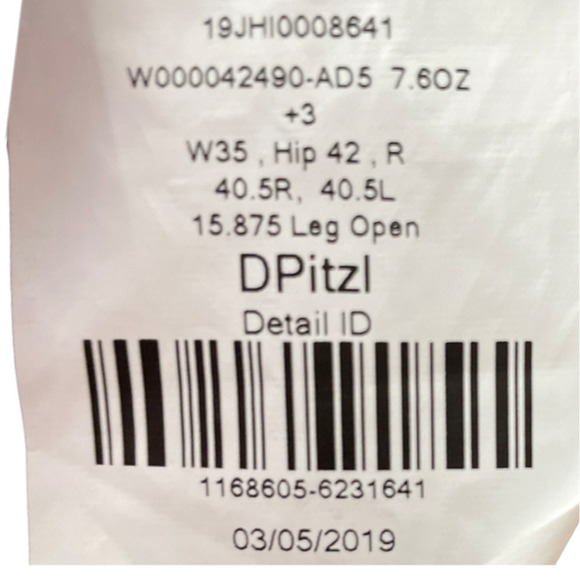 19JHI0008641
W000042490-AD5 7.6OZ
+3
W35 , Hip 42 , R
40.5R, 40.5L
15.875 Leg Open
DPitzl
Detail ID
1168605-6231641
03/05/2019